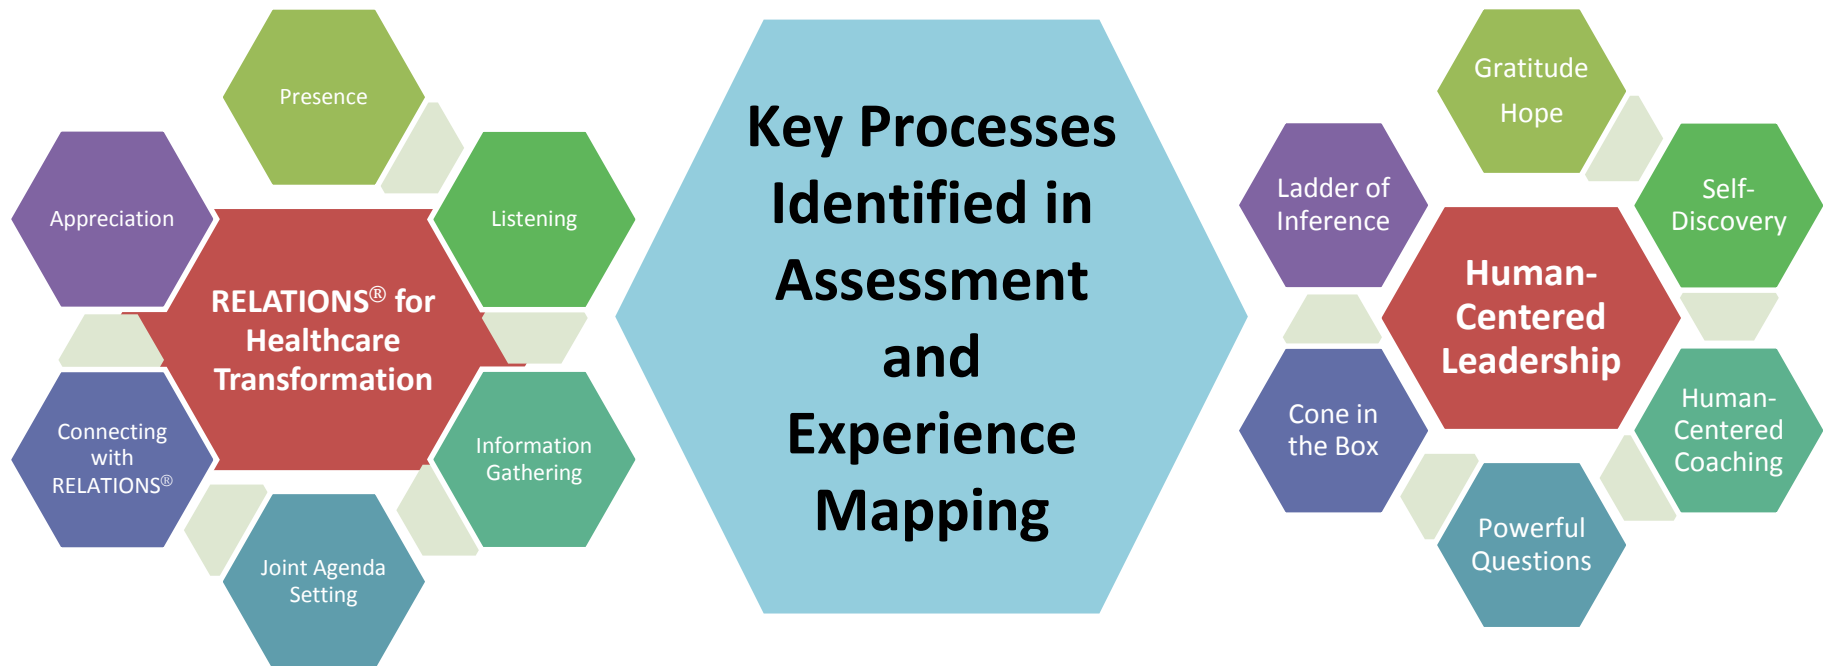 Presence
Appreciation
Listening
RELATIONS® for
Healthcare
Transformation
Connecting
with
RELATIONS®
Information
Gathering
Joint Agenda
Setting
Key Processes
Identified in
Assessment
and
Experience
Mapping
Gratitude
Hope
Ladder of
Inference
Self-
Discovery
Human-
Centered
Leadership
Cone in
the Box
Human-
Centered
Coaching
Powerful
Questions